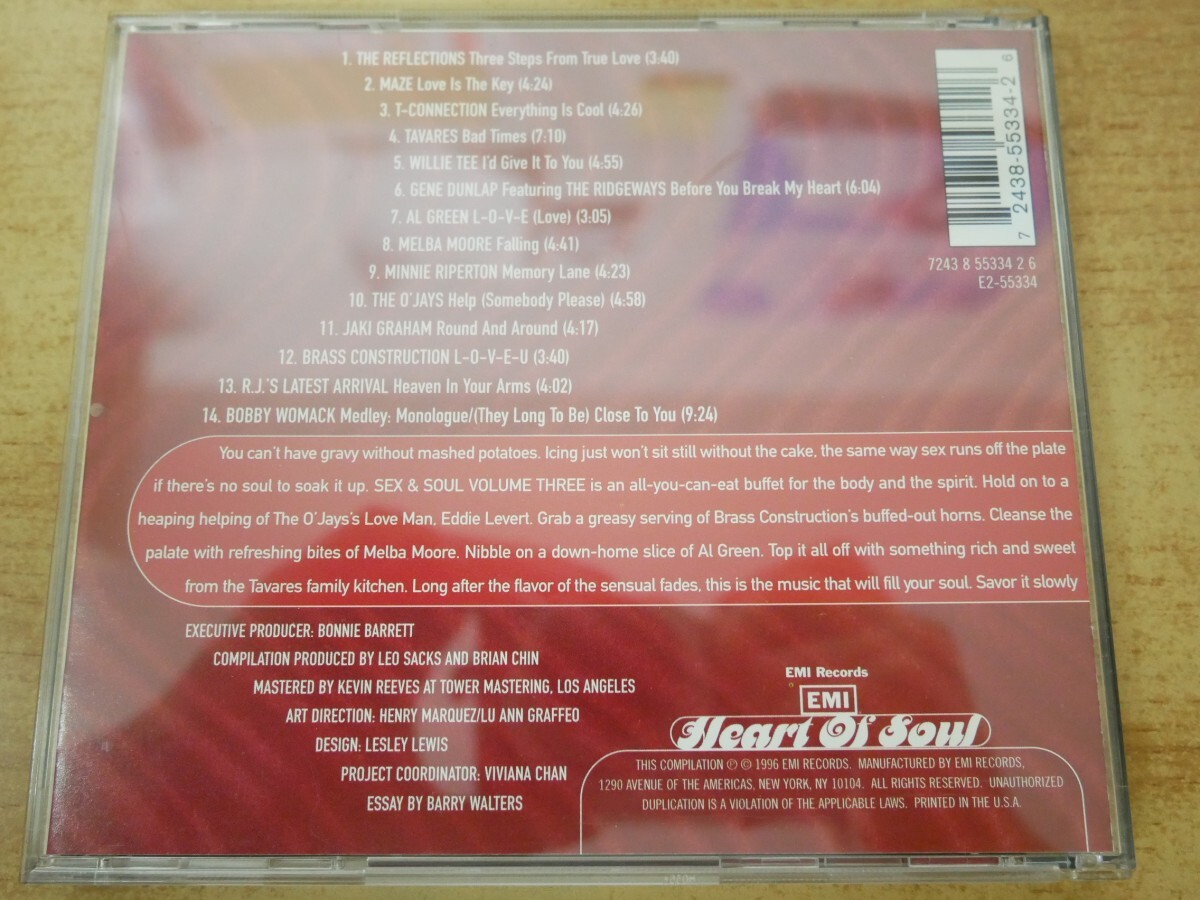 1. THE REFLECTIONS Three Steps From True Love (3:40)
2. MAZE Love Is The Key (4:24)
3. T-CONNECTION Everything Is Cool (4:26)
4. TAVARES Bad Times (7:10)
5. WILLIE TEE I'd Give It To You (4:55)
6. GENE DUNLAP Featuring THE RIDGEWAYS Before You Break My Heart (6:04)
7. AL GREEN L-O-V-E (Love) (3:05)
8. MELBA MOORE Falling (4:41)
9. MINNIE RIPERTON Memory Lane (4:23)
10. THE O'JAYS Help (Somebody Please) (4:58)
11. JAKI GRAHAM Round And Around (4:17)
12. BRASS CONSTRUCTION L-O-V-E-U (3:40)
13. R.J.'S LATEST ARRIVAL Heaven In Your Arms (4:02)
14. BOBBY WOMACK Medley: Monologue/(They Long To Be) Close To You (9:24)
7 2438-55334-2 6
7243 8 55334 2 6
E2-55334
You can't have gravy without mashed potatoes. Icing just won't sit still without the cake, the same way sex runs off the plate
if there's no soul to soak it up. SEX & SOUL VOLUME THREE is an all-you-can-eat buffet for the body and the spirit. Hold on to a
heaping helping of The O'Jays's Love Man, Eddie Levert. Grab a greasy serving of Brass Construction's buffed-out horns. Cleanse the
palate with refreshing bites of Melba Moore. Nibble on a down-home slice of Al Green. Top it all off with something rich and sweet
from the Tavares family kitchen. Long after the flavor of the sensual fades, this is the music that will fill your soul. Savor it slowly
EXECUTIVE PRODUCER: BONNIE BARRETT
COMPILATION PRODUCED BY LEO SACKS AND BRIAN CHIN
MASTERED BY KEVIN REEVES AT TOWER MASTERING, LOS ANGELES
ART DIRECTION: HENRY MARQUEZ/LU ANN GRAFFEO
DESIGN: LESLEY LEWIS
PROJECT COORDINATOR: VIVIANA CHAN
ESSAY BY BARRY WALTERS
EMI Records
EMI
Heart Of Soul
THIS COMPILATION ℗ © 1996 EMI RECORDS. MANUFACTURED BY EMI RECORDS,
1290 AVENUE OF THE AMERICAS, NEW YORK, NY 10104. ALL RIGHTS RESERVED. UNAUTHORIZED
DUPLICATION IS A VIOLATION OF THE APPLICABLE LAWS. PRINTED IN THE U.S.A.